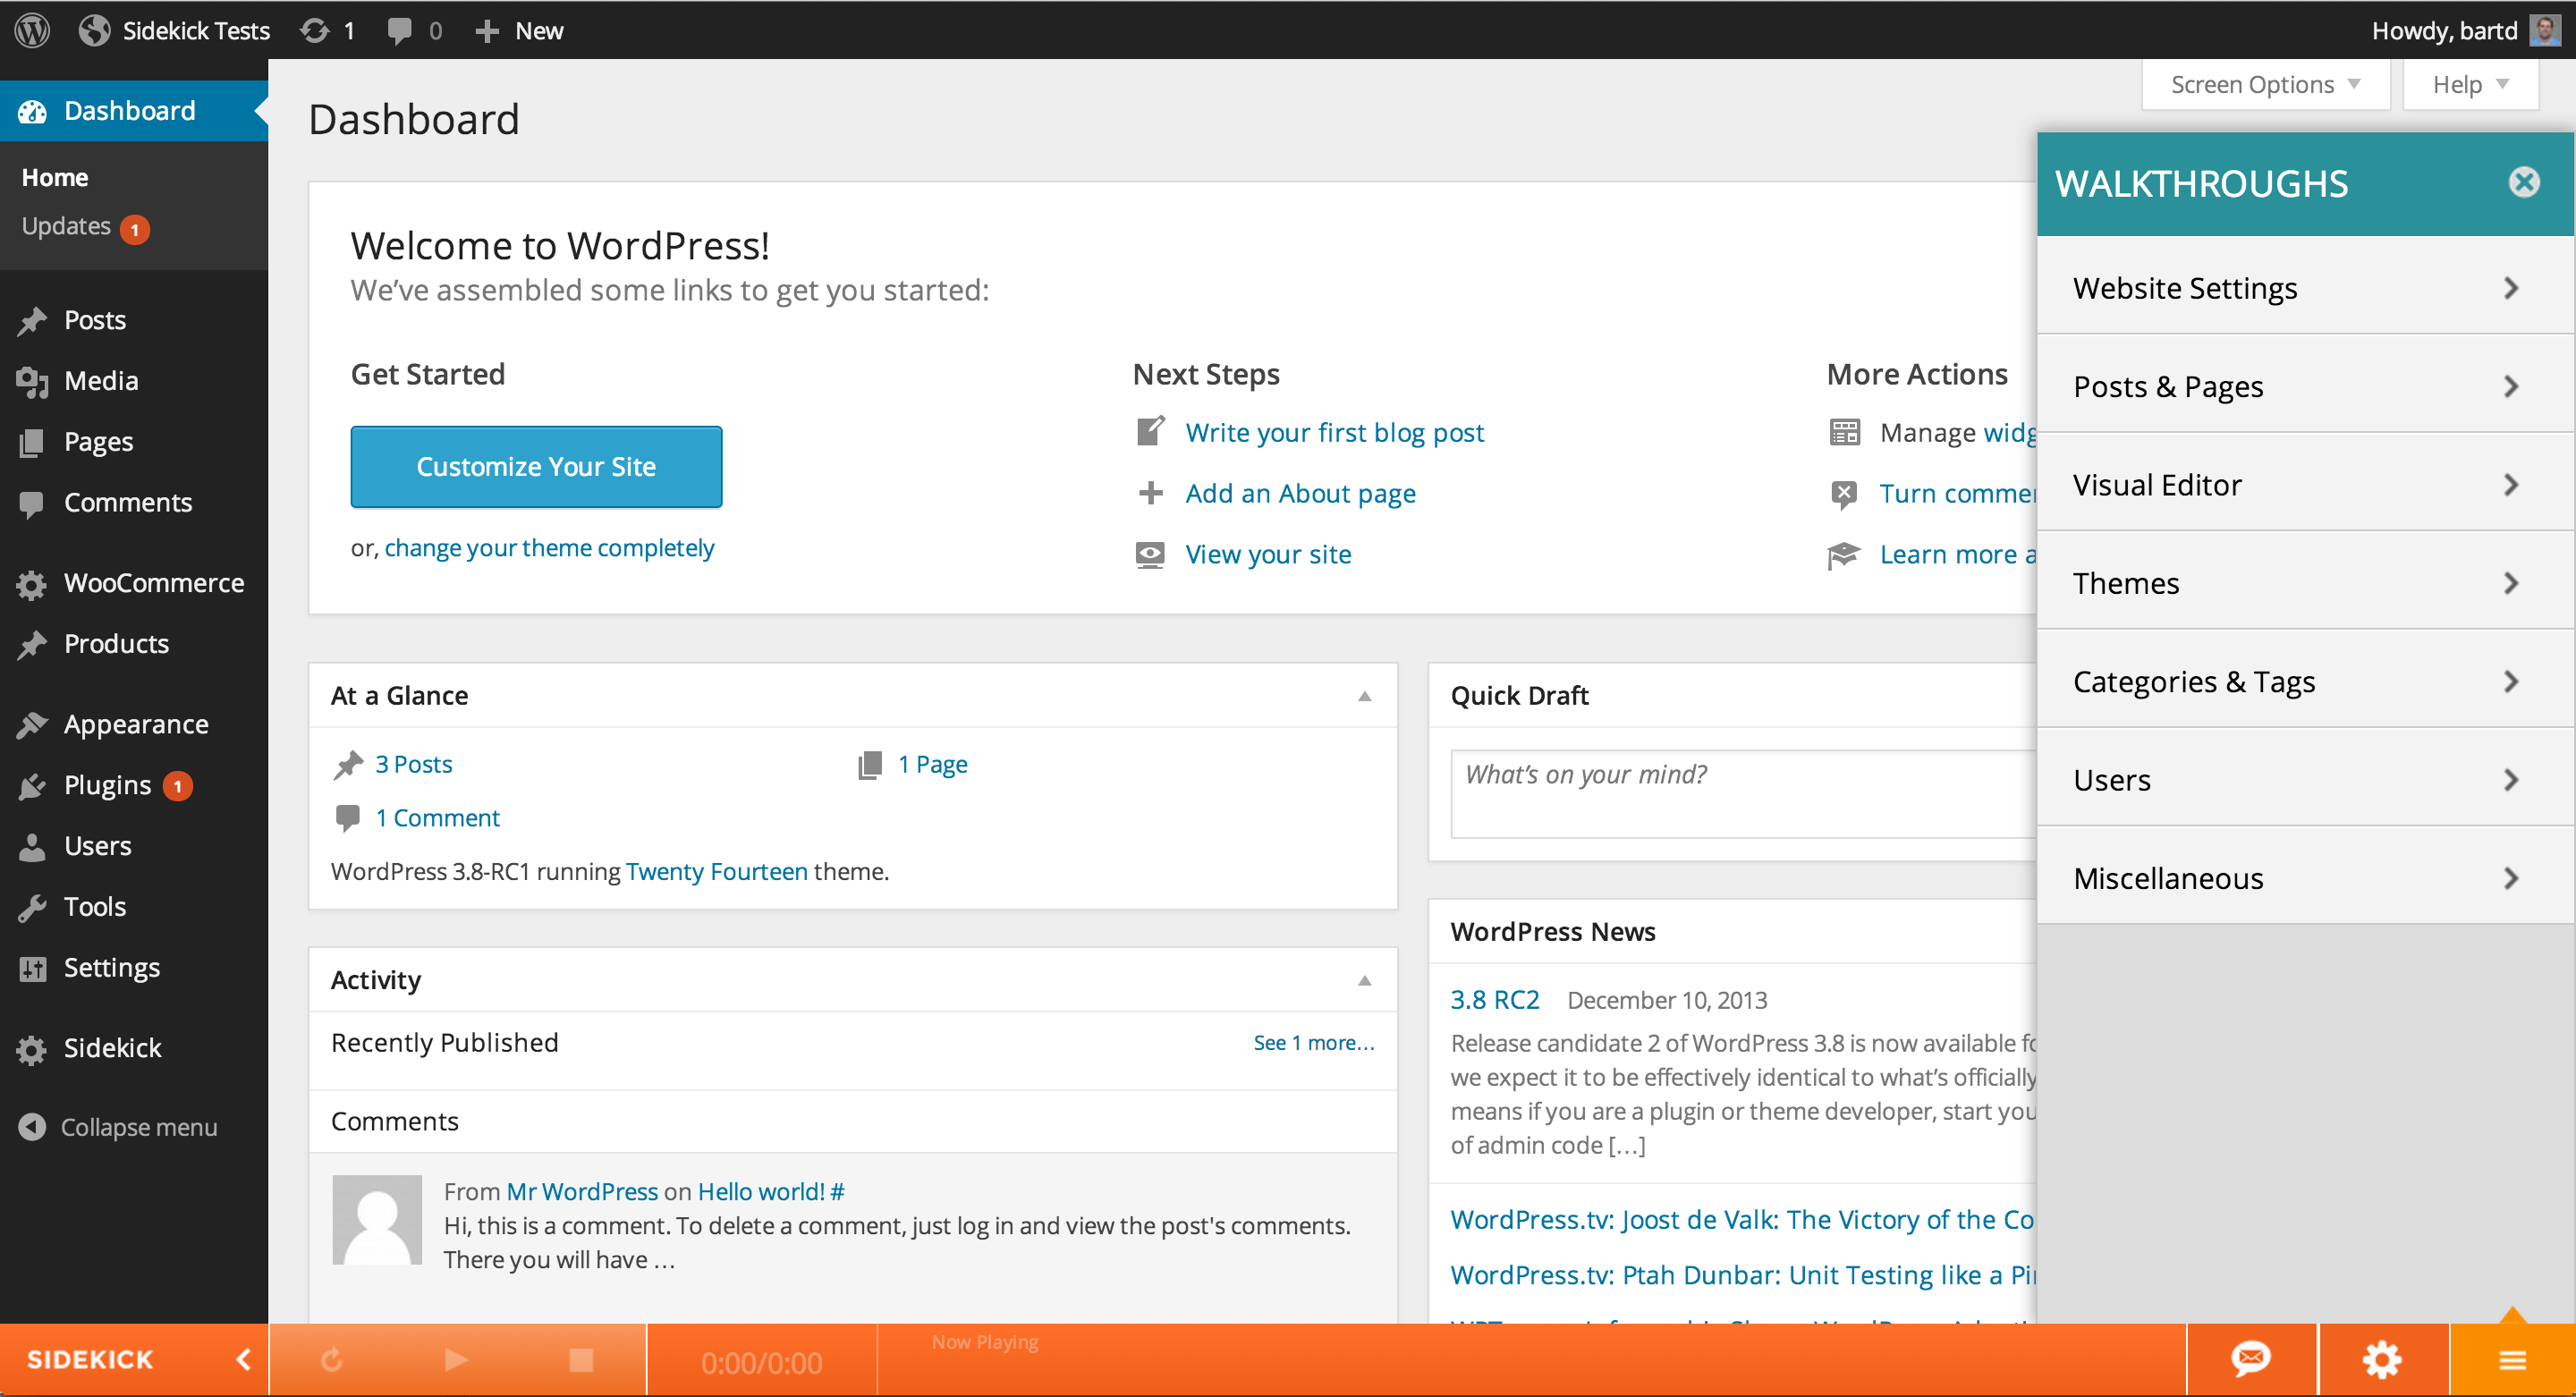 Sidekick Tests 1 0 New Howdy, bartd
Dashboard
Home
Updates 1
Posts
Media
Pages
Comments
WooCommerce
Products
Appearance
Plugins 1
Users
Tools
Settings
Sidekick
Collapse menu
Screen Options Help
Dashboard
Welcome to WordPress!
We’ve assembled some links to get you started:
Get Started
Customize Your Site
or, change your theme completely
Next Steps
Write your first blog post
Add an About page
View your site
More Actions
Manage widg
Turn commen
Learn more a
At a Glance
3 Posts 1 Page
1 Comment
WordPress 3.8-RC1 running Twenty Fourteen theme.
Activity
Recently Published See 1 more…
Comments
From Mr WordPress on Hello world! #
Hi, this is a comment. To delete a comment, just log in and view the post's comments.
There you will have …
Quick Draft
What’s on your mind?
WordPress News
3.8 RC2 December 10, 2013
Release candidate 2 of WordPress 3.8 is now available fo
we expect it to be effectively identical to what’s officially
means if you are a plugin or theme developer, start you
of admin code […]
WordPress.tv: Joost de Valk: The Victory of the Co
WordPress.tv: Ptah Dunbar: Unit Testing like a Pi
WALKTHROUGHS
Website Settings
Posts & Pages
Visual Editor
Themes
Categories & Tags
Users
Miscellaneous
SIDEKICK 0:00/0:00 Now Playing